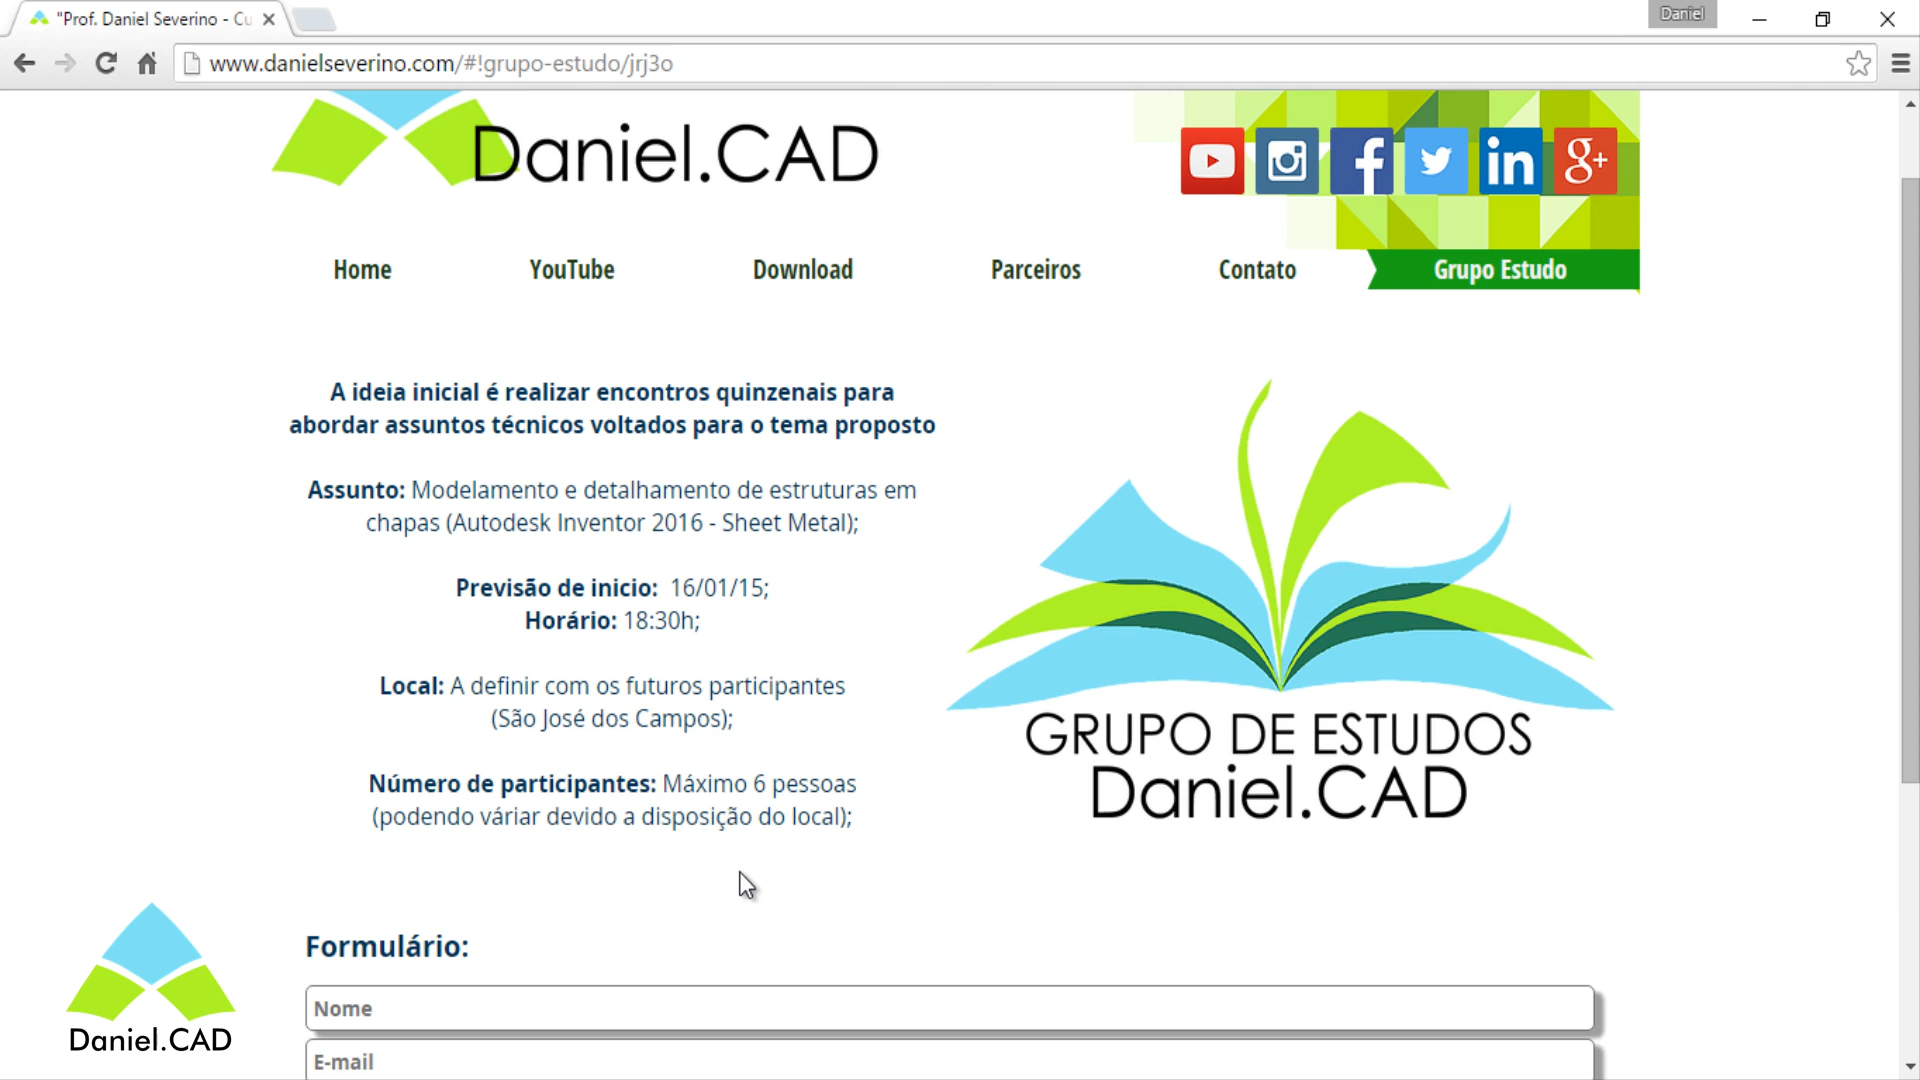 "Prof. Daniel Severino - Cu
Daniel
www.danielseverino.com/#!grupo-estudo/jrj3o
Daniel.CAD
Home YouTube Download Parceiros Contato Grupo Estudo
A ideia inicial é realizar encontros quinzenais para
abordar assuntos técnicos voltados para o tema proposto
Assunto: Modelamento e detalhamento de estruturas em
chapas (Autodesk Inventor 2016 - Sheet Metal);
Previsão de inicio: 16/01/15;
Horário: 18:30h;
Local: A definir com os futuros participantes
(São José dos Campos);
Número de participantes: Máximo 6 pessoas
(podendo váriar devido a disposição do local);
GRUPO DE ESTUDOS
Daniel.CAD
Formulário:
Nome
E-mail
Daniel.CAD